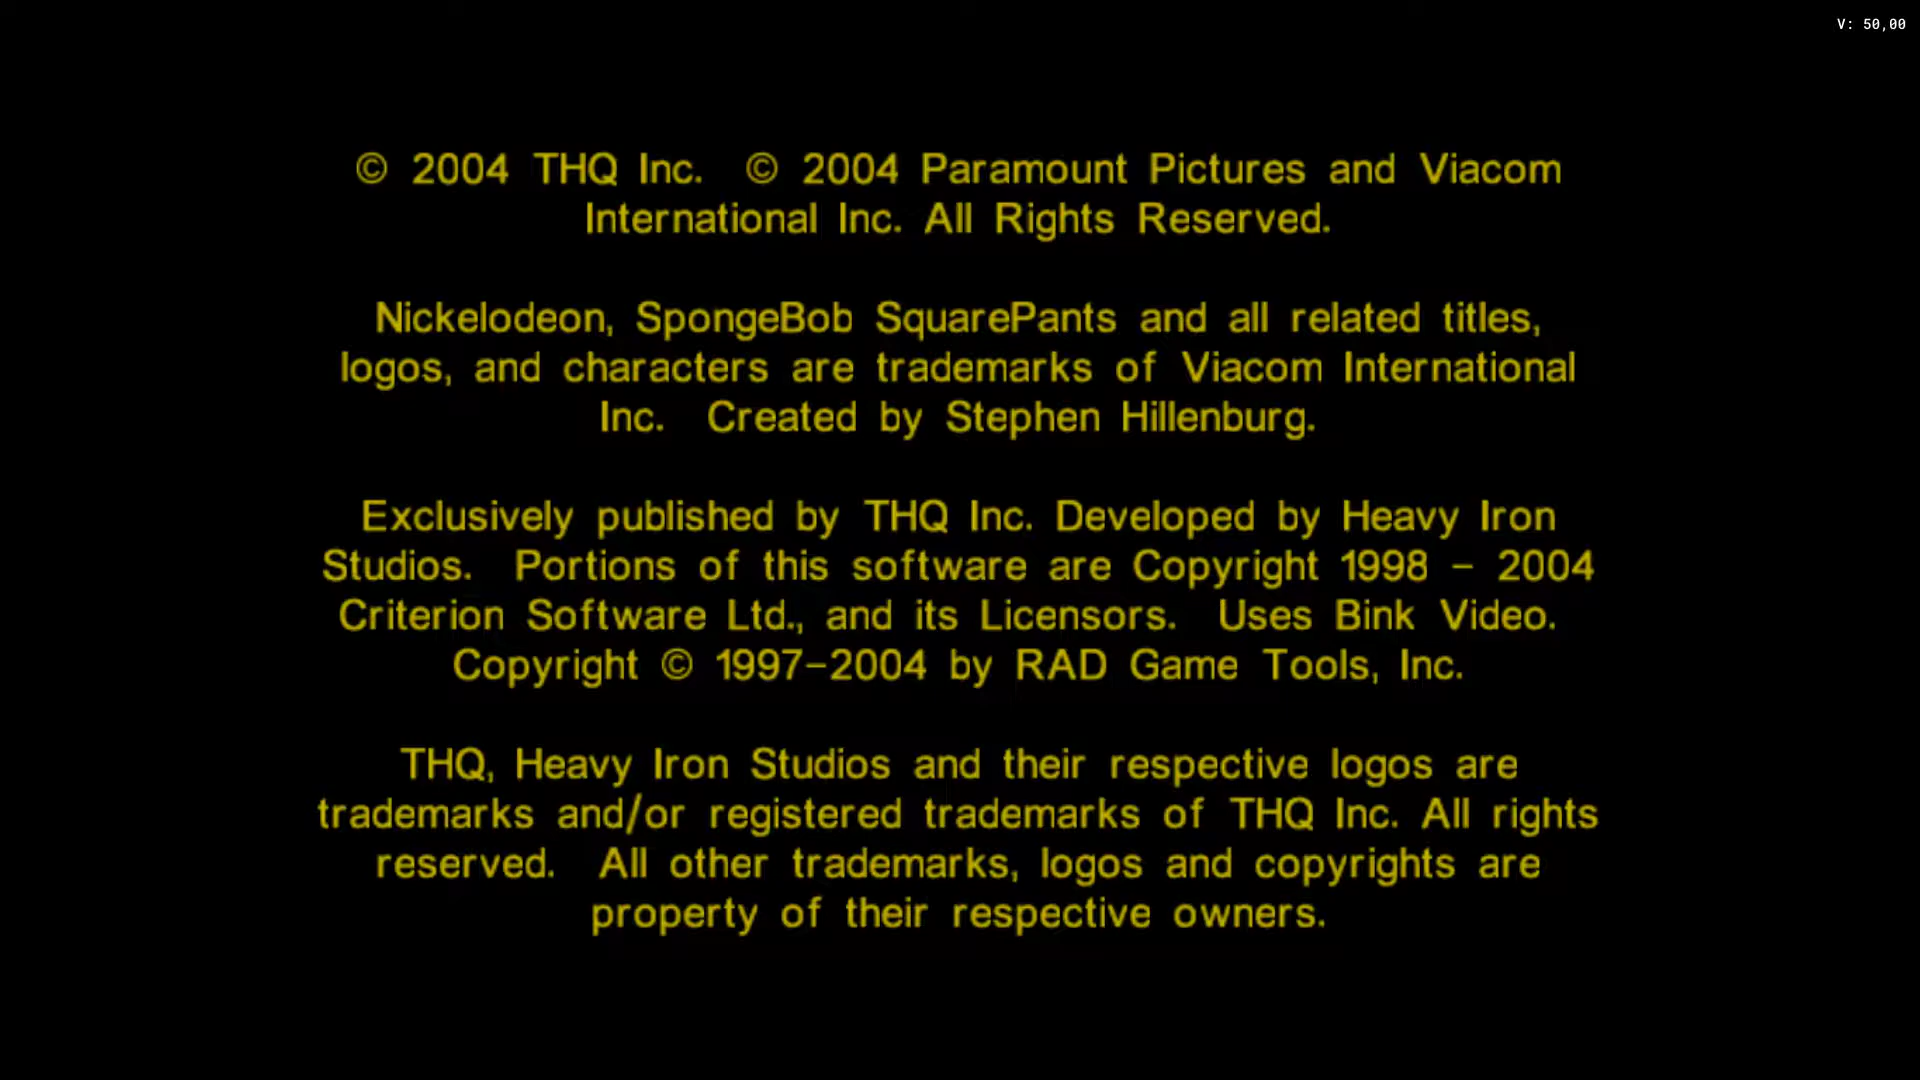 V: 50,00
© 2004 THQ Inc. © 2004 Paramount Pictures and Viacom
International Inc. All Rights Reserved.
Nickelodeon, SpongeBob SquarePants and all related titles,
logos, and characters are trademarks of Viacom International
Inc. Created by Stephen Hillenburg.
Exclusively published by THQ Inc. Developed by Heavy Iron
Studios. Portions of this software are Copyright 1998 – 2004
Criterion Software Ltd., and its Licensors. Uses Bink Video.
Copyright © 1997–2004 by RAD Game Tools, Inc.
THQ, Heavy Iron Studios and their respective logos are
trademarks and/or registered trademarks of THQ Inc. All rights
reserved. All other trademarks, logos and copyrights are
property of their respective owners.